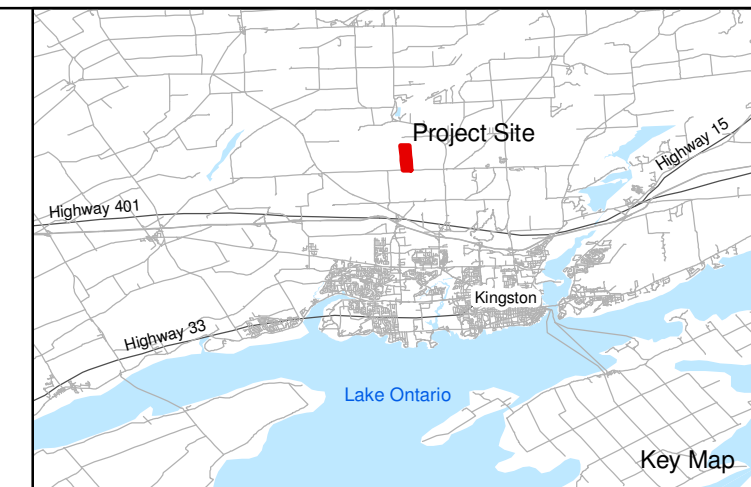 Project Site
Highway 15
Highway 401
Kingston
Highway 33
Lake Ontario
Key Map